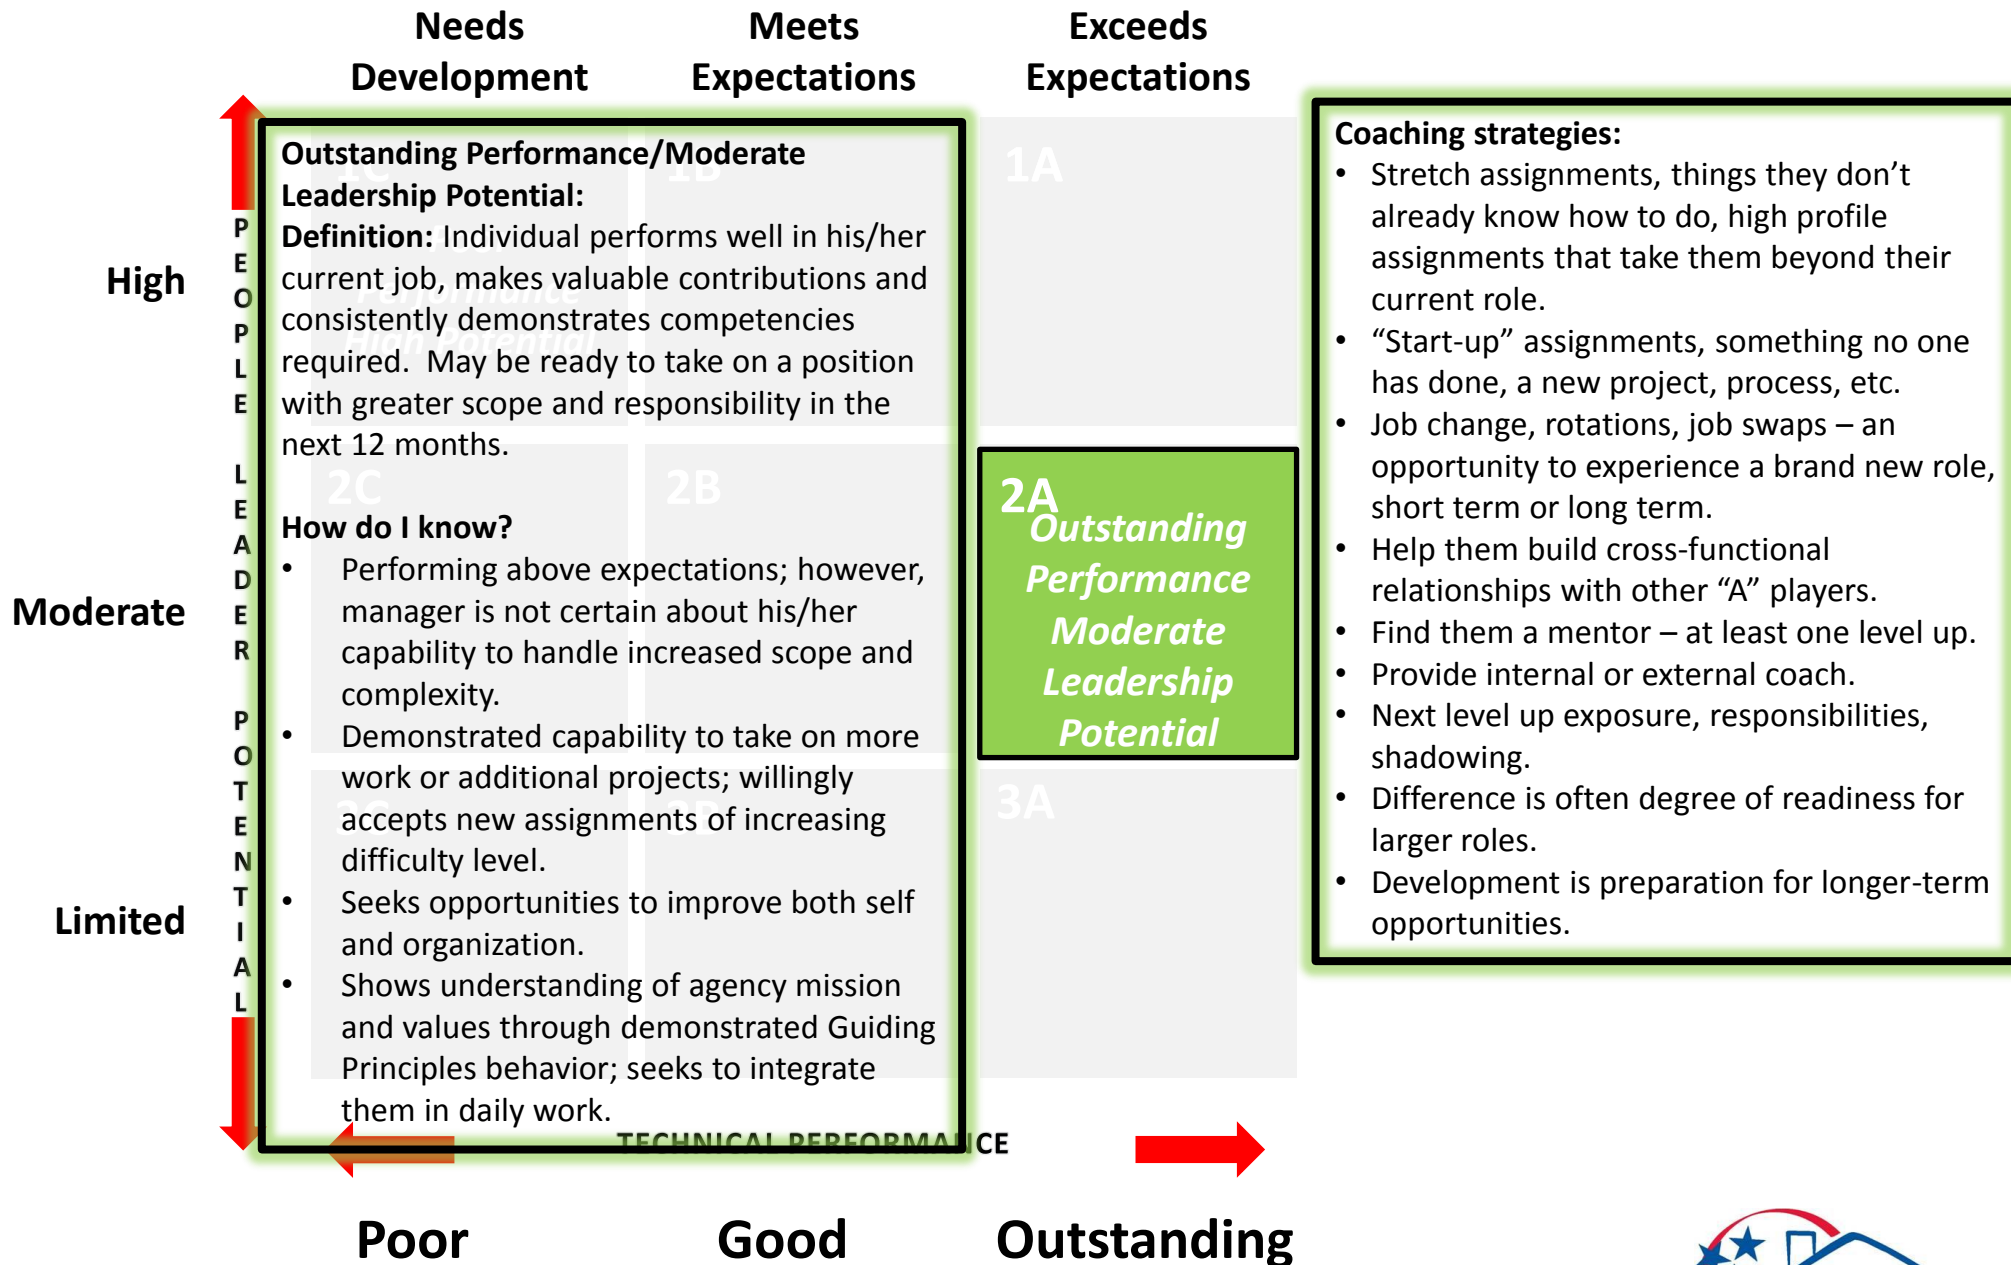 Needs
Development
Meets
Expectations
Exceeds
Expectations
High
Moderate
Limited
PEOPLE LEADER POTENTIAL
Outstanding Performance/Moderate
Leadership Potential:
Definition: Individual performs well in his/her
current job, makes valuable contributions and
consistently demonstrates competencies
required.  May be ready to take on a position
with greater scope and responsibility in the
next 12 months.
How do I know?
• Performing above expectations; however,
manager is not certain about his/her
capability to handle increased scope and
complexity.
• Demonstrated capability to take on more
work or additional projects; willingly
accepts new assignments of increasing
difficulty level.
• Seeks opportunities to improve both self
and organization.
• Shows understanding of agency mission
and values through demonstrated Guiding
Principles behavior; seeks to integrate
them in daily work.
1C
1B
1A
Performance
High Potential
2C
2B
2A
Outstanding
Performance
Moderate
Leadership
Potential
3C
3B
3A
Coaching strategies:
• Stretch assignments, things they don’t
already know how to do, high profile
assignments that take them beyond their
current role.
• “Start-up” assignments, something no one
has done, a new project, process, etc.
• Job change, rotations, job swaps – an
opportunity to experience a brand new role,
short term or long term.
• Help them build cross-functional
relationships with other “A” players.
• Find them a mentor – at least one level up.
• Provide internal or external coach.
• Next level up exposure, responsibilities,
shadowing.
• Difference is often degree of readiness for
larger roles.
• Development is preparation for longer-term
opportunities.
TECHNICAL PERFORMANCE
Poor
Good
Outstanding